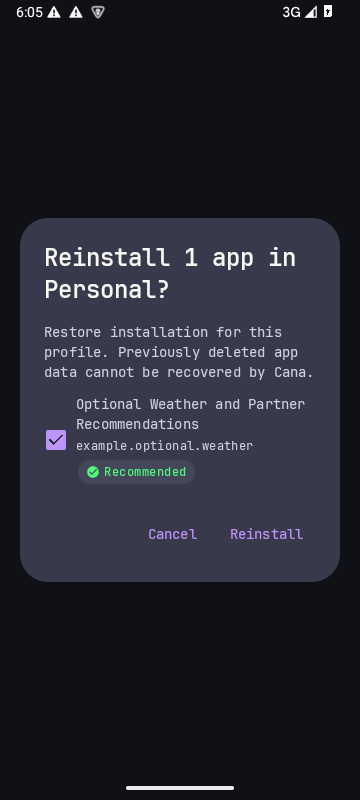 6:05
3G
Reinstall 1 app in
Personal?
Restore installation for this
profile. Previously deleted app
data cannot be recovered by Cana.
Optional Weather and Partner
Recommendations
example.optional.weather
Recommended
Cancel
Reinstall